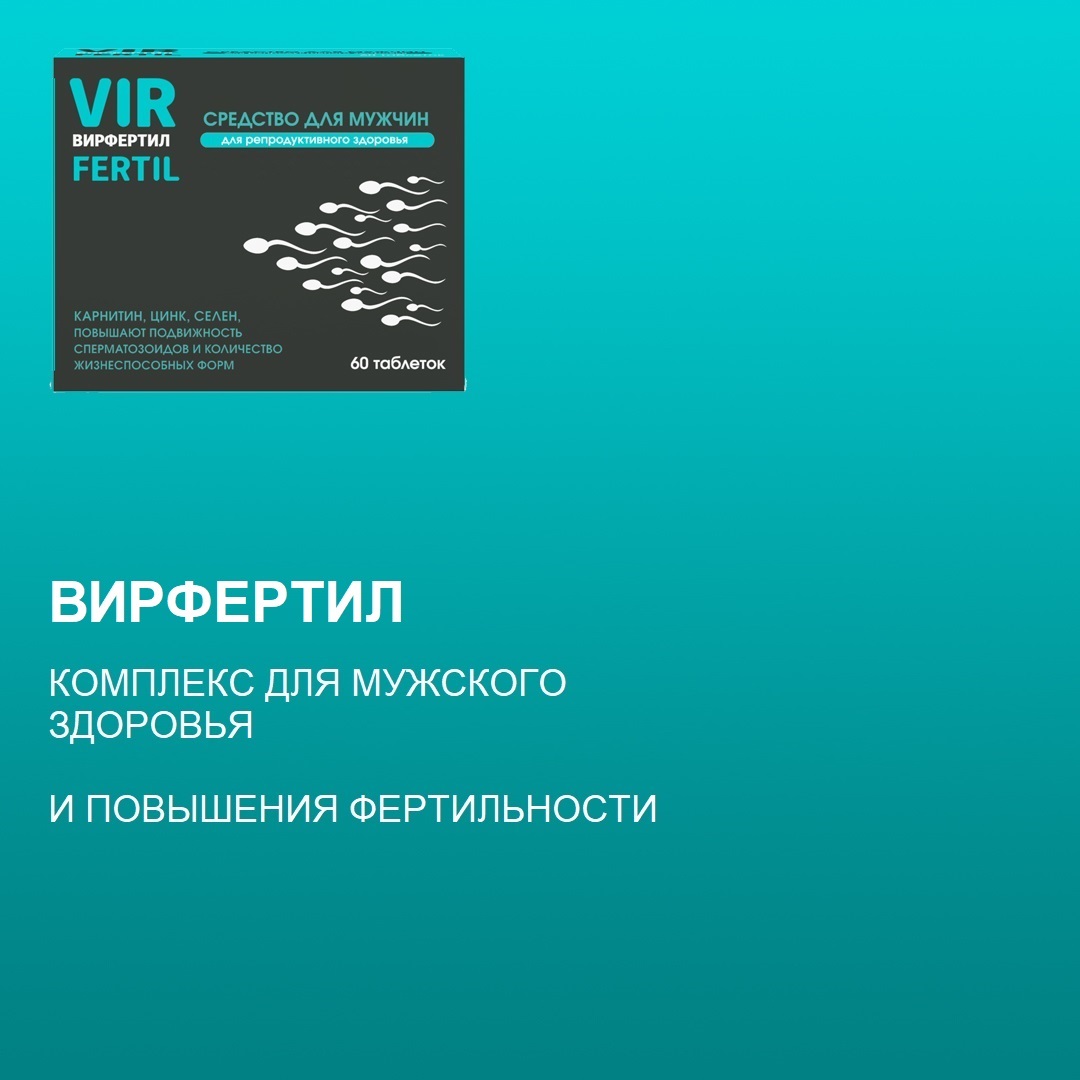 VIR
ВИРФЕРТИЛ
FERTIL
СРЕДСТВО ДЛЯ МУЖЧИН
для репродуктивного здоровья
КАРНИТИН, ЦИНК, СЕЛЕН,
ПОВЫШАЮТ ПОДВИЖНОСТЬ
СПЕРМАТОЗОИДОВ И КОЛИЧЕСТВО
ЖИЗНЕСПОСОБНЫХ ФОРМ
60 таблеток
ВИРФЕРТИЛ
КОМПЛЕКС ДЛЯ МУЖСКОГО
ЗДОРОВЬЯ
И ПОВЫШЕНИЯ ФЕРТИЛЬНОСТИ